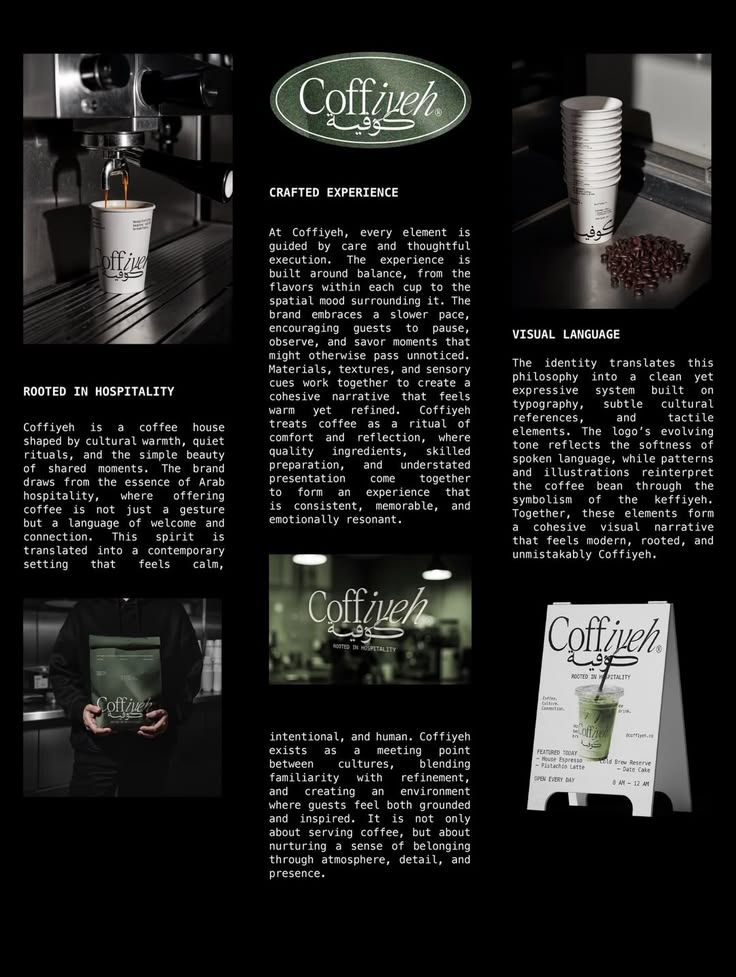 Coffiyeh
كوفية
Coffiyeh®
كوفية
CRAFTED EXPERIENCE
At Coffiyeh, every element is
guided by care and thoughtful
execution. The experience is
built around balance, from the
flavors within each cup to the
spatial mood surrounding it. The
brand embraces a slower pace,
encouraging guests to pause,
observe, and savor moments that
might otherwise pass unnoticed.
Materials, textures, and sensory
cues work together to create a
cohesive narrative that feels
warm yet refined. Coffiyeh
treats coffee as a ritual of
comfort and reflection, where
quality ingredients, skilled
preparation, and understated
presentation come together
to form an experience that
is consistent, memorable, and
emotionally resonant.
كوفية
VISUAL LANGUAGE
The identity translates this
philosophy into a clean yet
expressive system built on
typography, subtle cultural
references, and tactile
elements. The logo’s evolving
tone reflects the softness of
spoken language, while patterns
and illustrations reinterpret
the coffee bean through the
symbolism of the keffiyeh.
Together, these elements form
a cohesive visual narrative
that feels modern, rooted, and
unmistakably Coffiyeh.
ROOTED IN HOSPITALITY
Coffiyeh is a coffee house
shaped by cultural warmth, quiet
rituals, and the simple beauty
of shared moments. The brand
draws from the essence of Arab
hospitality, where offering
coffee is not just a gesture
but a language of welcome and
connection. This spirit is
translated into a contemporary
setting that feels calm,
Coffiyeh
كوفية
Coffiyeh
كوفية
ROOTED IN HOSPITALITY
intentional, and human. Coffiyeh
exists as a meeting point
between cultures, blending
familiarity with refinement,
and creating an environment
where guests feel both grounded
and inspired. It is not only
about serving coffee, but about
nurturing a sense of belonging
through atmosphere, detail, and
presence.
Coffiyeh®
كوفية
ROOTED IN HOSPITALITY
Coffee.
Culture.
Connection.
drink.
@coffiyeh.co
Coffiyeh
FEATURED TODAY
– House Espresso
– Pistachio Latte
Cold Brew Reserve
– Date Cake
OPEN EVERY DAY
8 AM – 12 AM